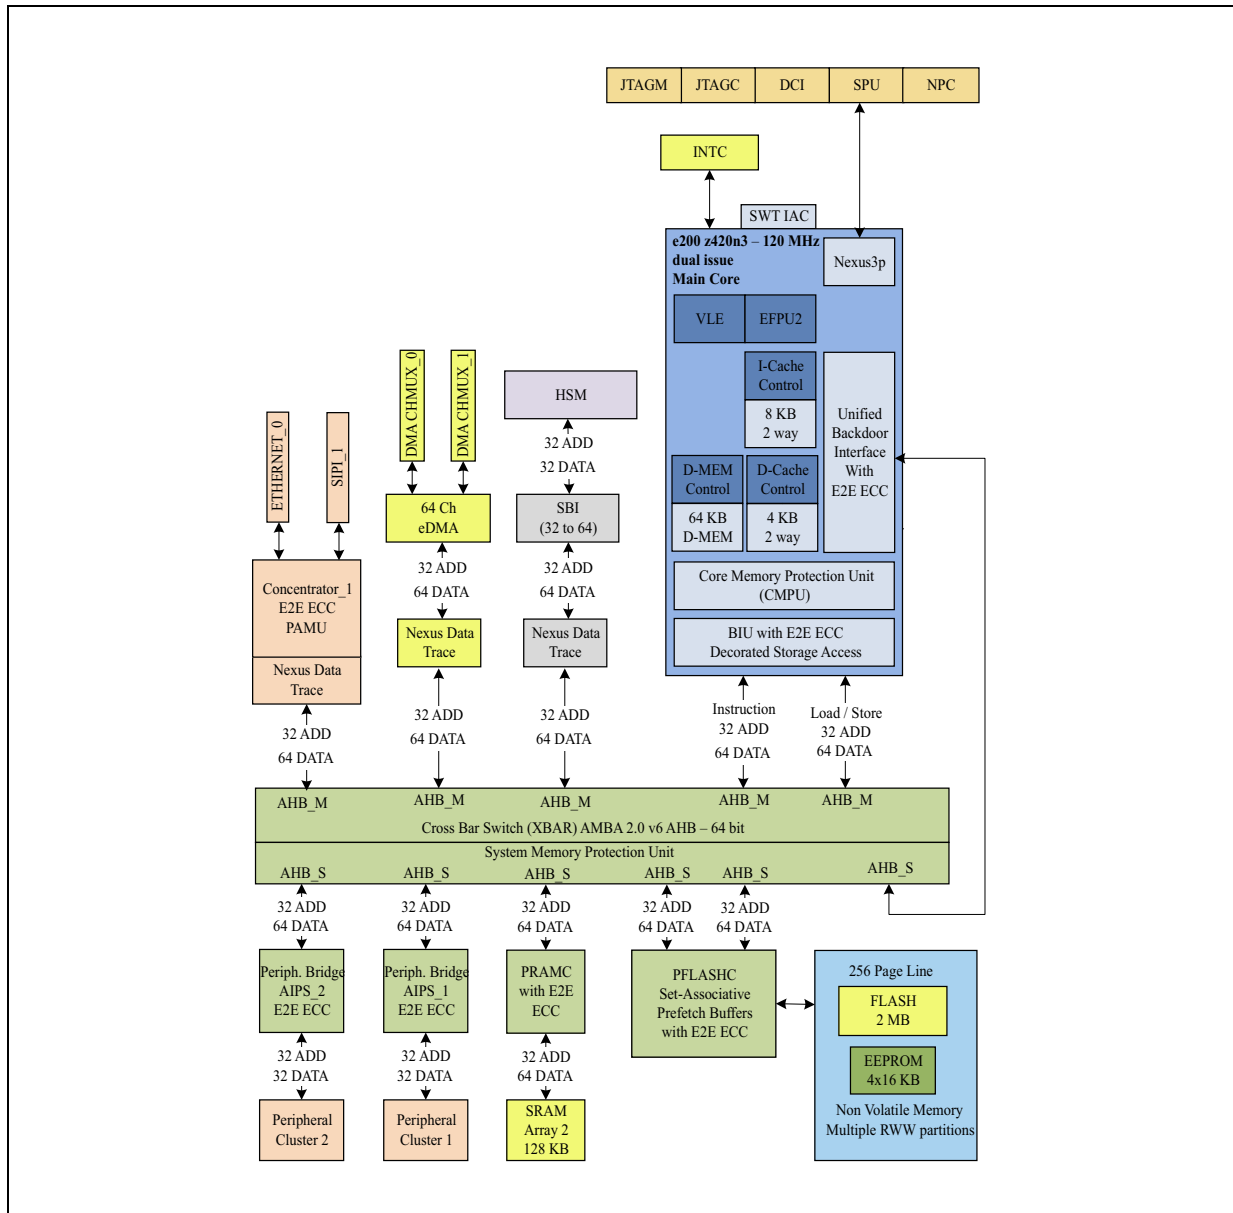 JTAGM JTAGC DCI SPU NPC
INTC
SWT IAC
e200 z420n3 – 120 MHz
dual issue
Main Core
Nexus3p
VLE EFPU2
I-Cache
Control
8 KB
2 way
Unified
Backdoor
Interface
With
E2E ECC
D-MEM
Control
64 KB
D-MEM
D-Cache
Control
4 KB
2 way
Core Memory Protection Unit
(CMPU)
BIU with E2E ECC
Decorated Storage Access
ETHERNET_0
SIPI_1
Concentrator_1
E2E ECC
PAMU
Nexus Data
Trace
32 ADD
64 DATA
DMA CHMUX_0
DMA CHMUX_1
64 Ch
eDMA
32 ADD
64 DATA
Nexus Data
Trace
32 ADD
64 DATA
HSM
32 ADD
32 DATA
SBI
(32 to 64)
32 ADD
64 DATA
Nexus Data
Trace
32 ADD
64 DATA
Instruction
32 ADD
64 DATA
Load / Store
32 ADD
64 DATA
AHB_M AHB_M AHB_M AHB_M AHB_M
Cross Bar Switch (XBAR) AMBA 2.0 v6 AHB – 64 bit
System Memory Protection Unit
AHB_S AHB_S AHB_S AHB_S AHB_S AHB_S
32 ADD
64 DATA
Periph. Bridge
AIPS_2
E2E ECC
32 ADD
32 DATA
Peripheral
Cluster 2
32 ADD
64 DATA
Periph. Bridge
AIPS_1
E2E ECC
32 ADD
32 DATA
Peripheral
Cluster 1
32 ADD
64 DATA
PRAMC
with E2E
ECC
32 ADD
64 DATA
SRAM
Array 2
128 KB
32 ADD
64 DATA
32 ADD
64 DATA
PFLASHC
Set-Associative
Prefetch Buffers
with E2E ECC
256 Page Line
FLASH
2 MB
EEPROM
4x16 KB
Non Volatile Memory
Multiple RWW partitions